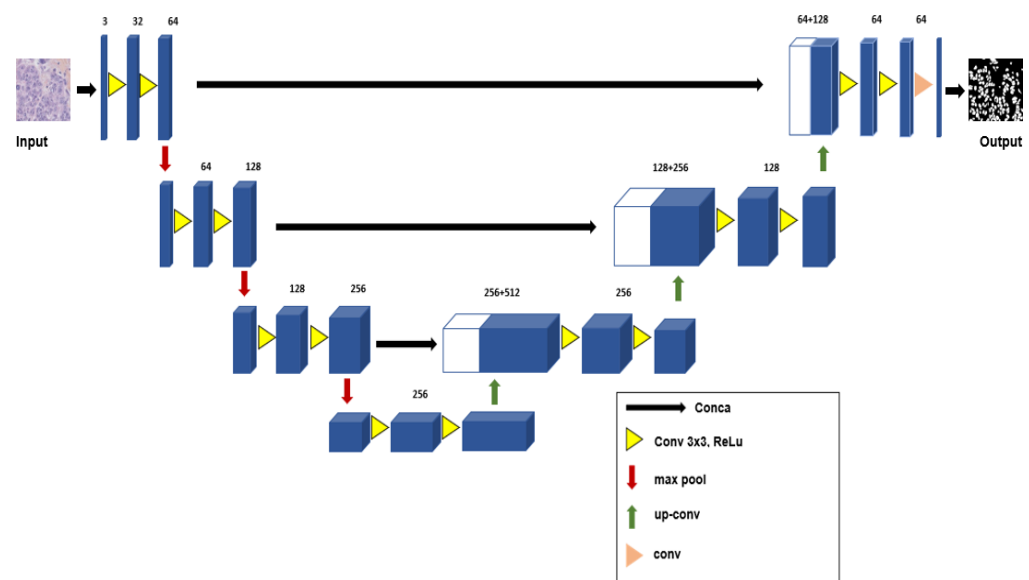 3 32 64
64+128 64 64
Input
Output
64 128
128+256 128
128 256
256+512 256
256
Conca
Conv 3x3, ReLu
max pool
up-conv
conv